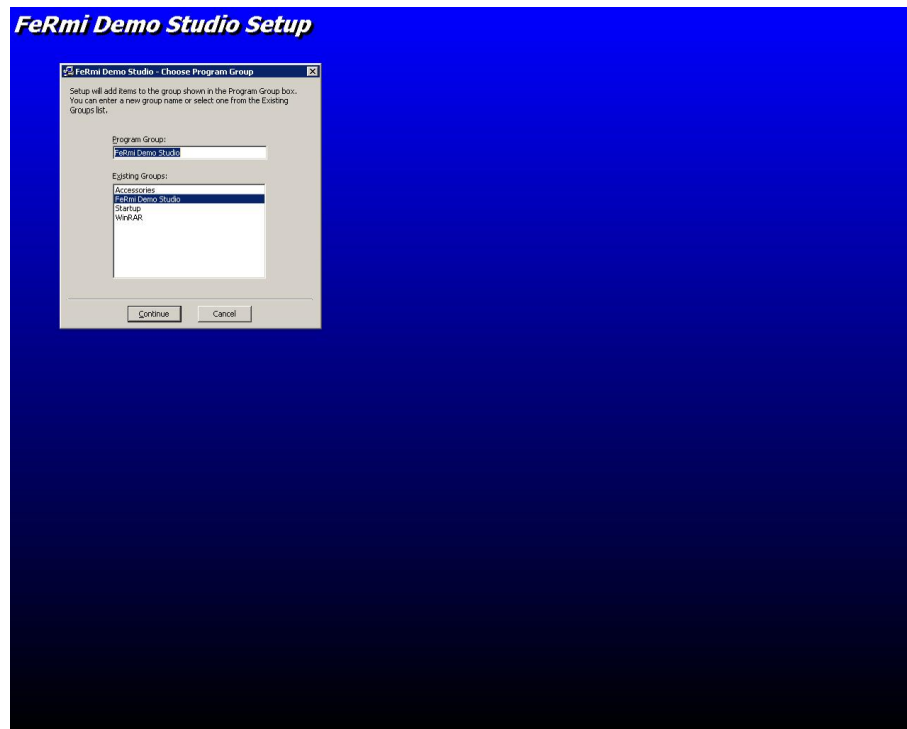 FeRmi Demo Studio Setup
FeRmi Demo Studio - Choose Program Group
Setup will add items to the group shown in the Program Group box.
You can enter a new group name or select one from the Existing
Groups list.
Program Group:
FeRmi Demo Studio
Existing Groups:
Accessories
FeRmi Demo Studio
Startup
WinRAR
Continue
Cancel